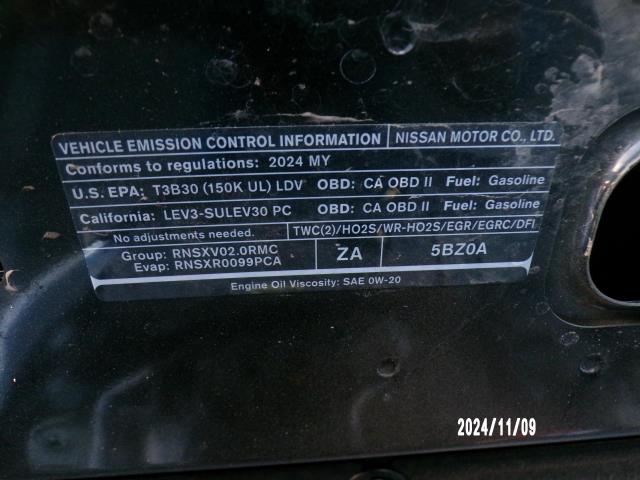 VEHICLE EMISSION CONTROL INFORMATION NISSAN MOTOR CO., LTD.
Conforms to regulations: 2024 MY
U.S. EPA: T3B30 (150K UL) LDV OBD: CA OBD II Fuel: Gasoline
California: LEV3-SULEV30 PC OBD: CA OBD II Fuel: Gasoline
No adjustments needed. TWC(2)/HO2S/WR-HO2S/EGR/EGRC/DFI
Group: RNSXV02.0RMC
Evap: RNSXR0099PCA
ZA 5BZ0A
Engine Oil Viscosity: SAE 0W-20
2024/11/09